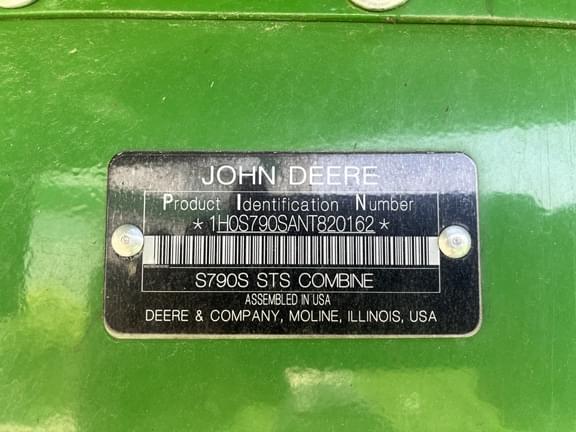 JOHN DEERE
Product Identification Number
*1H0S790SANT820162*
S790S STS COMBINE
ASSEMBLED IN USA
DEERE & COMPANY, MOLINE, ILLINOIS, USA